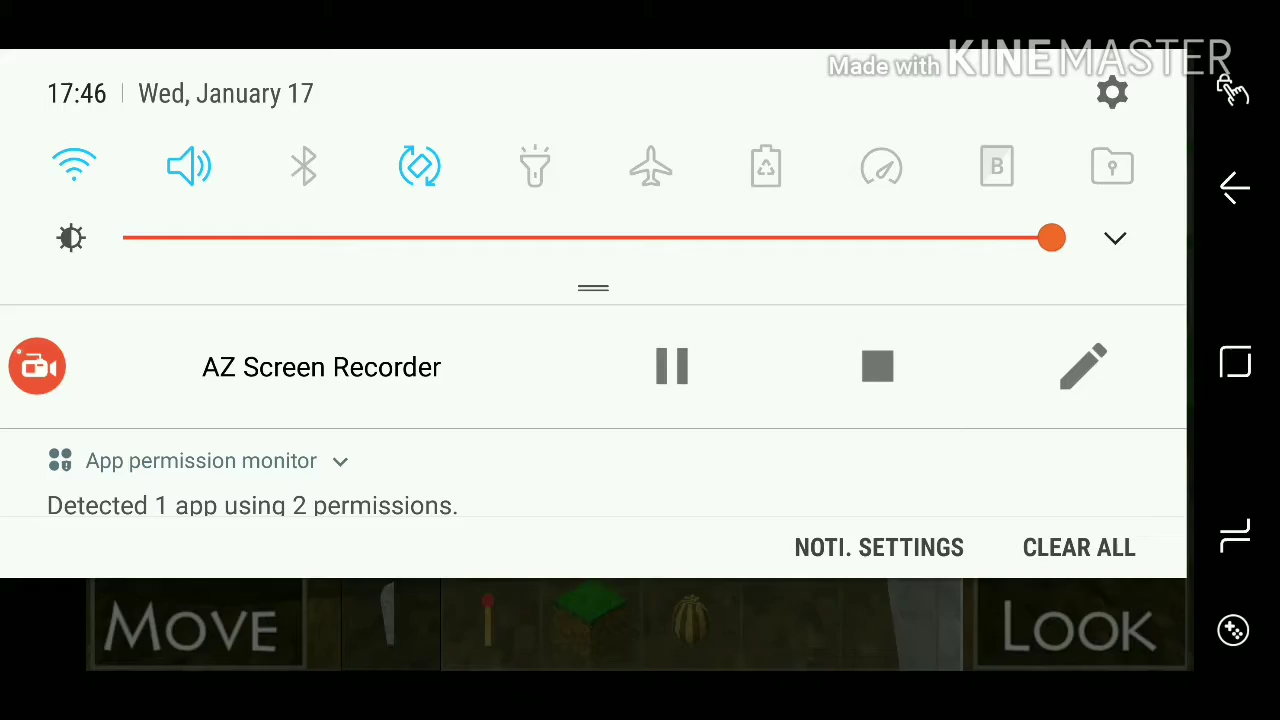 Made with KINEMASTER
17:46 Wed, January 17
B
AZ Screen Recorder
App permission monitor
Detected 1 app using 2 permissions.
NOTI. SETTINGS CLEAR ALL
MOVE LOOK